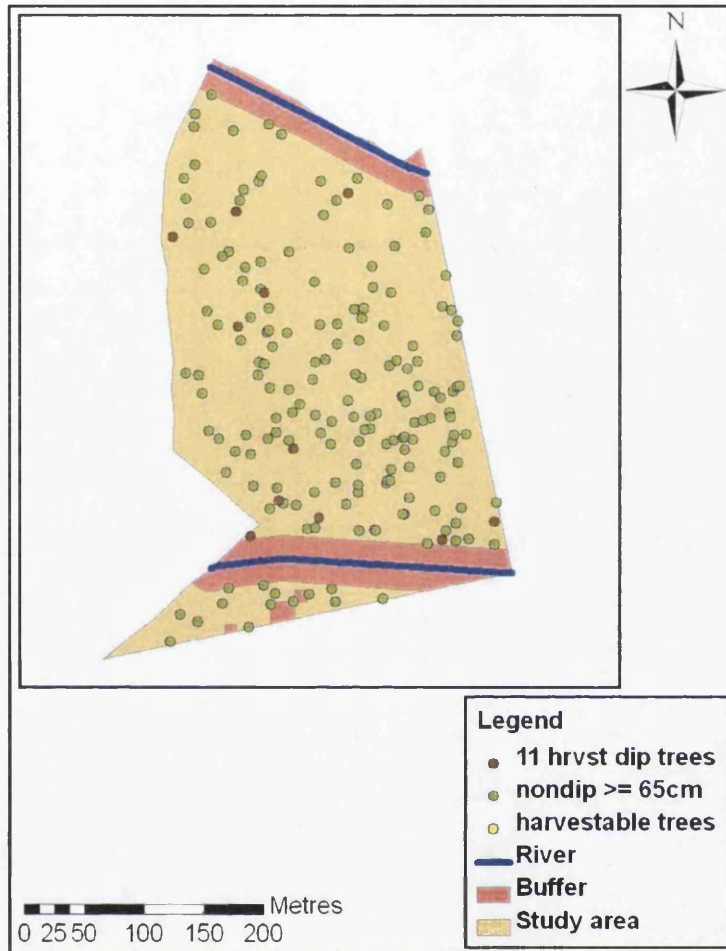 N
Legend
11 hrvst dip trees
nondip >= 65cm
harvestable trees
River
Buffer
Study area
Metres
0 25 50 100 150 200